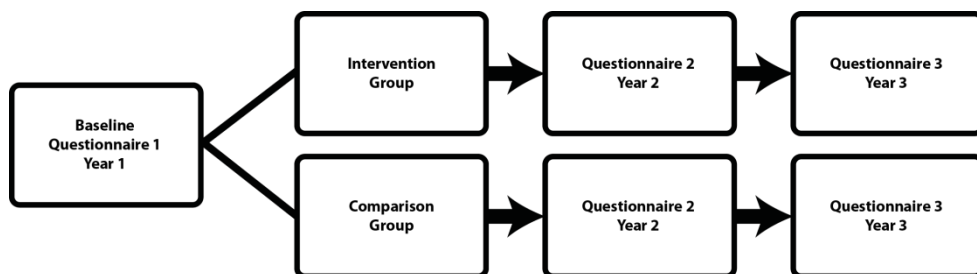 Baseline
Questionnaire 1
Year 1
Intervention
Group
Questionnaire 2
Year 2
Questionnaire 3
Year 3
Comparison
Group
Questionnaire 2
Year 2
Questionnaire 3
Year 3